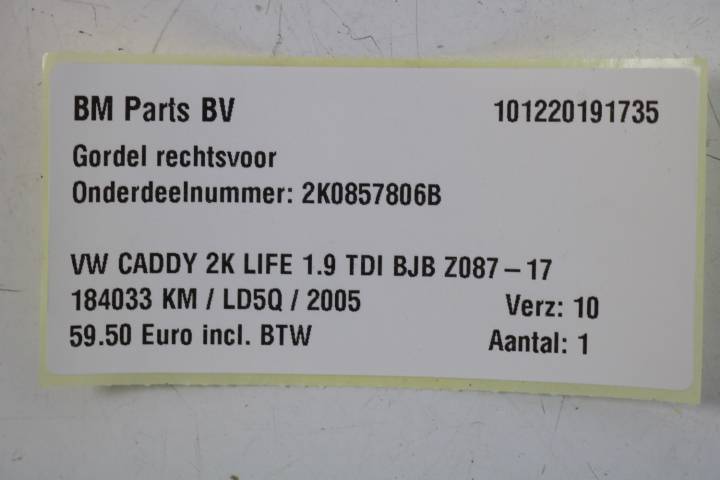 BM Parts BV 101220191735
Gordel rechtsvoor
Onderdeelnummer: 2K0857806B
VW CADDY 2K LIFE 1.9 TDI BJB Z087 – 17
184033 KM / LD5Q / 2005 Verz: 10
59.50 Euro incl. BTW Aantal: 1